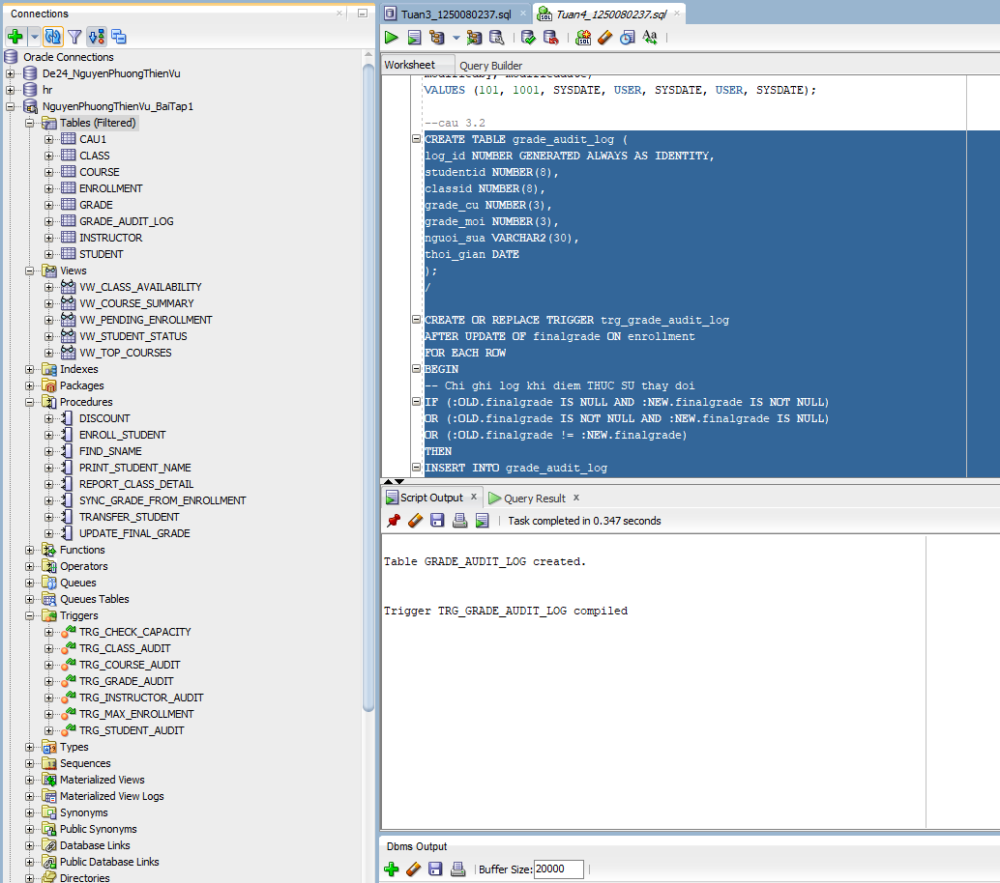 Connections
Oracle Connections
De24_NguyenPhuongThienVu
hr
NguyenPhuongThienVu_BaiTap1
Tables (Filtered)
CAU1
CLASS
COURSE
ENROLLMENT
GRADE
GRADE_AUDIT_LOG
INSTRUCTOR
STUDENT
Views
VW_CLASS_AVAILABILITY
VW_COURSE_SUMMARY
VW_PENDING_ENROLLMENT
VW_STUDENT_STATUS
VW_TOP_COURSES
Indexes
Packages
Procedures
DISCOUNT
ENROLL_STUDENT
FIND_SNAME
PRINT_STUDENT_NAME
REPORT_CLASS_DETAIL
SYNC_GRADE_FROM_ENROLLMENT
TRANSFER_STUDENT
UPDATE_FINAL_GRADE
Functions
Operators
Queues
Queues Tables
Triggers
TRG_CHECK_CAPACITY
TRG_CLASS_AUDIT
TRG_COURSE_AUDIT
TRG_GRADE_AUDIT
TRG_INSTRUCTOR_AUDIT
TRG_MAX_ENROLLMENT
TRG_STUDENT_AUDIT
Types
Sequences
Materialized Views
Materialized View Logs
Synonyms
Public Synonyms
Database Links
Public Database Links
Directories
Tuan3_1250080237.sql
Tuan4_1250080237.sql
Worksheet
Query Builder
VALUES (101, 1001, SYSDATE, USER, SYSDATE, USER, SYSDATE);
--cau 3.2
CREATE TABLE grade_audit_log (
log_id NUMBER GENERATED ALWAYS AS IDENTITY,
studentid NUMBER(8),
classid NUMBER(8),
grade_cu NUMBER(3),
grade_moi NUMBER(3),
nguoi_sua VARCHAR2(30),
thoi_gian DATE
);
/
CREATE OR REPLACE TRIGGER trg_grade_audit_log
AFTER UPDATE OF finalgrade ON enrollment
FOR EACH ROW
BEGIN
-- Chi ghi log khi diem THUC SU thay doi
IF (:OLD.finalgrade IS NULL AND :NEW.finalgrade IS NOT NULL)
OR (:OLD.finalgrade IS NOT NULL AND :NEW.finalgrade IS NULL)
OR (:OLD.finalgrade != :NEW.finalgrade)
THEN
INSERT INTO grade_audit_log
Script Output
Query Result
Task completed in 0.347 seconds
Table GRADE_AUDIT_LOG created.
Trigger TRG_GRADE_AUDIT_LOG compiled
Dbms Output
Buffer Size: 20000